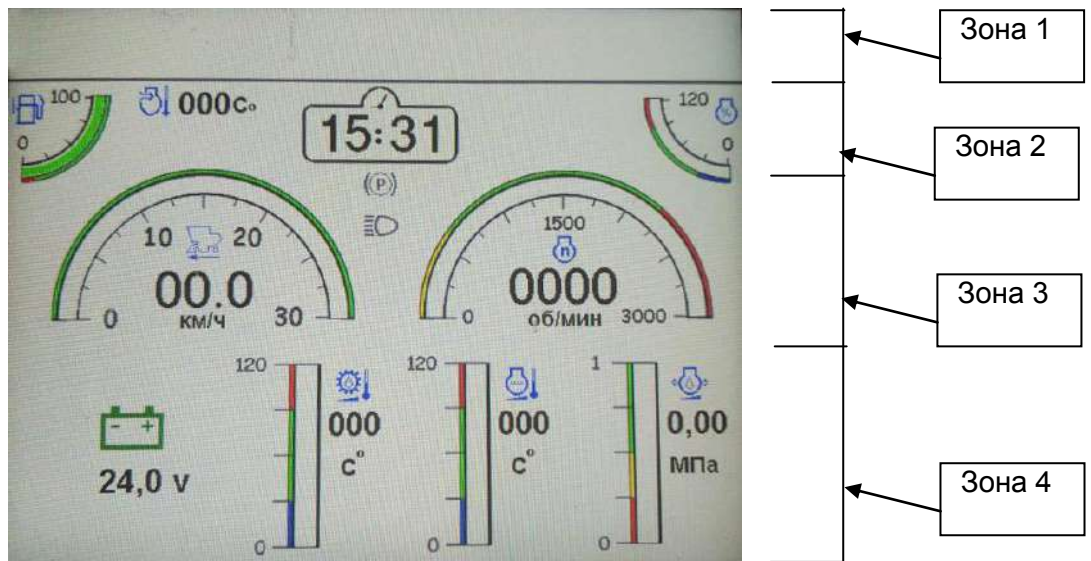 Зона 1
100
0
000C°
15:31
120
%
0
Зона 2
(P)
10
20
00.0
км/ч
0
30
1500
n
0000
об/мин
0
3000
Зона 3
120
0
000
C°
120
0
000
C°
1
0
0,00
МПа
- +
24,0 v
Зона 4